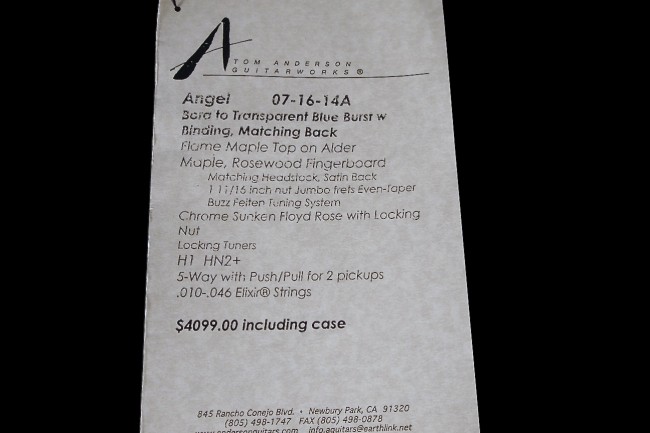 TOM ANDERSON
GUITARWORKS ®
Angel 07-16-14A
Bora to Transparent Blue Burst w
Binding, Matching Back
Flame Maple Top on Alder
Maple, Rosewood Fingerboard
Matching Headstock, Satin Back
1 11/16 inch nut Jumbo frets Even-Taper
Buzz Feiten Tuning System
Chrome Sunken Floyd Rose with Locking
Nut
Locking Tuners
H1 HN2+
5-Way with Push/Pull for 2 pickups
.010-.046 Elixir® Strings
$4099.00 including case
845 Rancho Conejo Blvd. • Newbury Park, CA 91320
(805) 498-1747 FAX (805) 498-0878
www.andersonguitars.com info.aguitars@earthlink.net